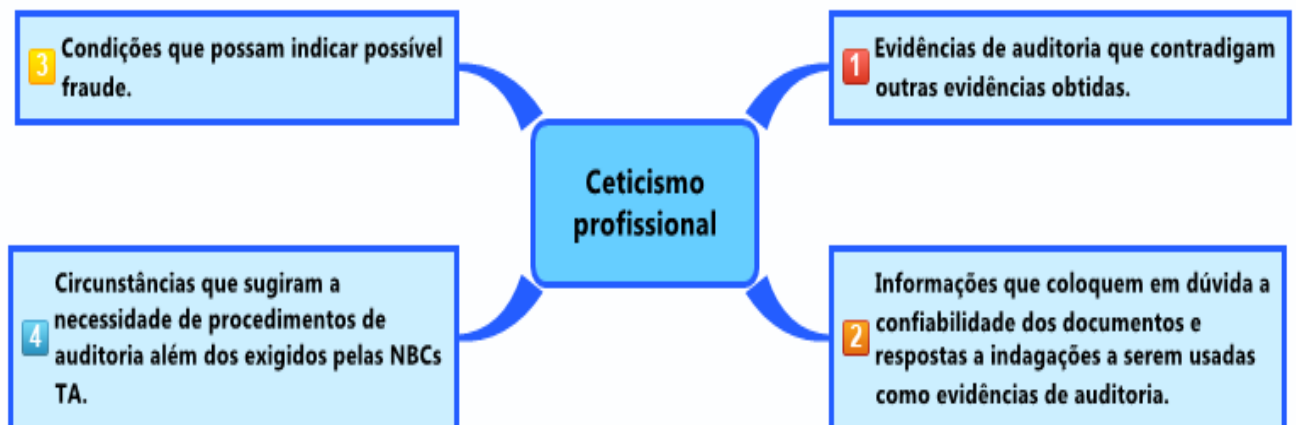 Ceticismo
profissional
1
Evidências de auditoria que contradigam
outras evidências obtidas.
2
Informações que coloquem em dúvida a
confiabilidade dos documentos e
respostas a indagações a serem usadas
como evidências de auditoria.
3
Condições que possam indicar possível
fraude.
4
Circunstâncias que sugiram a
necessidade de procedimentos de
auditoria além dos exigidos pelas NBCs
TA.